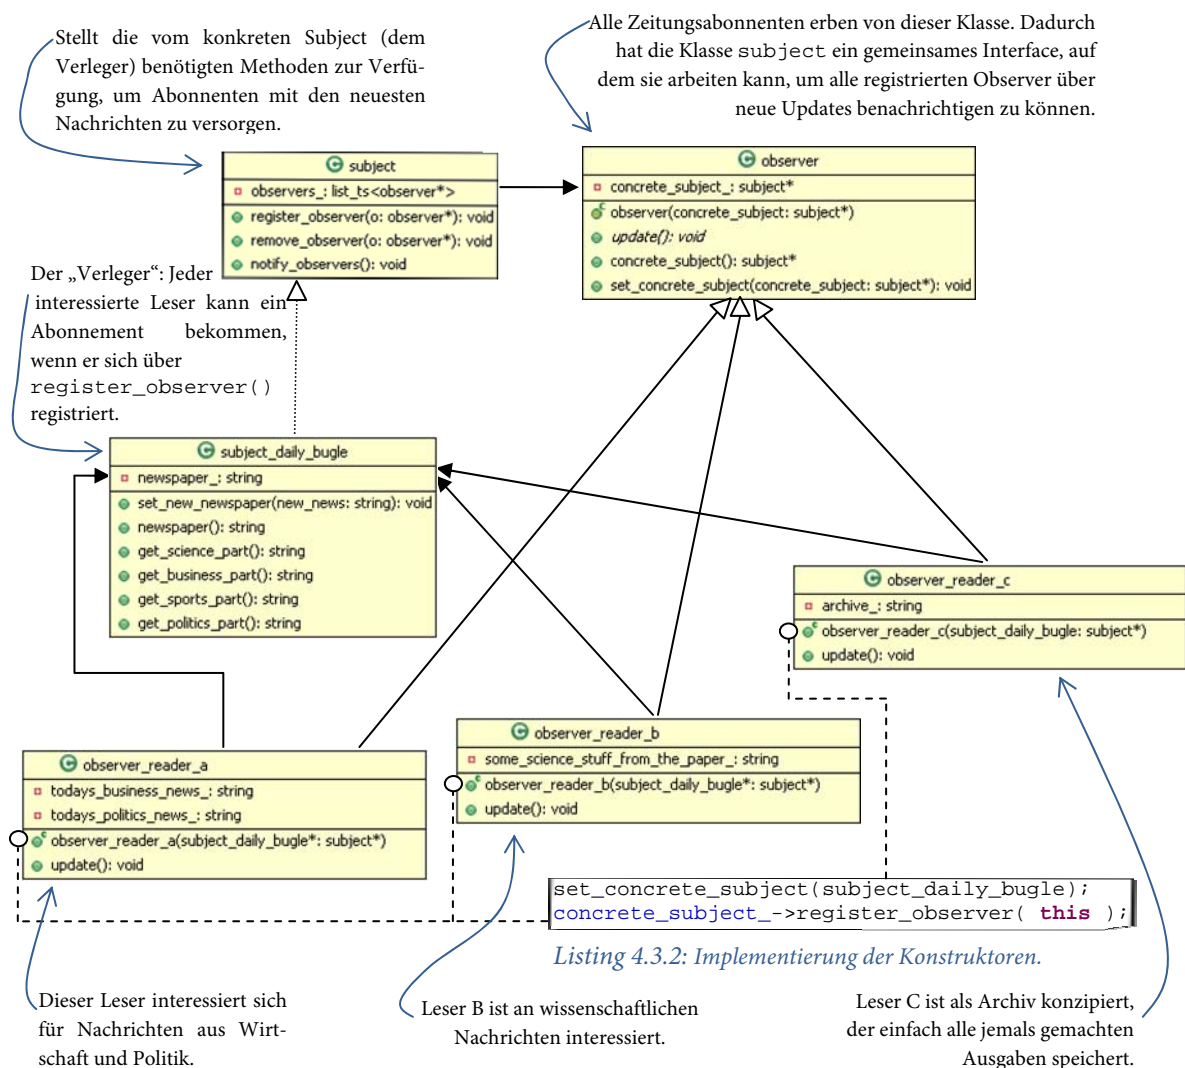 Stellt die vom konkreten Subject (dem
Verleger) benötigten Methoden zur Verfü-
gung, um Abonnenten mit den neuesten
Nachrichten zu versorgen.
Alle Zeitungsabonnenten erben von dieser Klasse. Dadurch
hat die Klasse subject ein gemeinsames Interface, auf
dem sie arbeiten kann, um alle registrierten Observer über
neue Updates benachrichtigen zu können.
subject
observers_: list_ts<observer*>
register_observer(o: observer*): void
remove_observer(o: observer*): void
notify_observers(): void
observer
concrete_subject_: subject*
observer(concrete_subject: subject*)
update(): void
concrete_subject(): subject*
set_concrete_subject(concrete_subject: subject*): void
Der „Verleger“: Jeder
interessierte Leser kann ein
Abonnement bekommen,
wenn er sich über
register_observer()
registriert.
subject_daily_bugle
newspaper_: string
set_new_newspaper(new_news: string): void
newspaper(): string
get_science_part(): string
get_business_part(): string
get_sports_part(): string
get_politics_part(): string
observer_reader_c
archive_: string
observer_reader_c(subject_daily_bugle: subject*)
update(): void
observer_reader_b
some_science_stuff_from_the_paper_: string
observer_reader_b(subject_daily_bugle*: subject*)
update(): void
observer_reader_a
todays_business_news_: string
todays_politics_news_: string
observer_reader_a(subject_daily_bugle*: subject*)
update(): void
set_concrete_subject(subject_daily_bugle);
concrete_subject_->register_observer( this );
Listing 4.3.2: Implementierung der Konstruktoren.
Dieser Leser interessiert sich
für Nachrichten aus Wirt-
schaft und Politik.
Leser B ist an wissenschaftlichen
Nachrichten interessiert.
Leser C ist als Archiv konzipiert,
der einfach alle jemals gemachten
Ausgaben speichert.